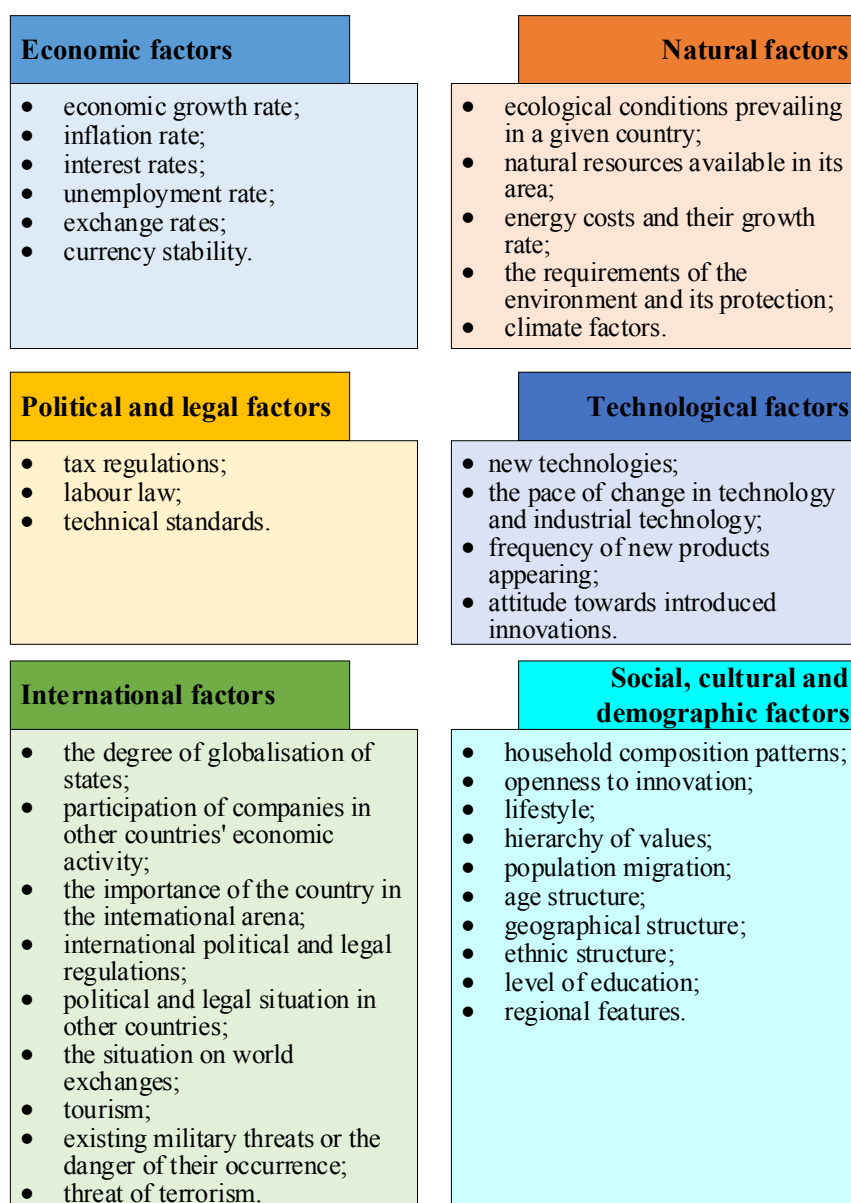 Economic factors
• economic growth rate;
• inflation rate;
• interest rates;
• unemployment rate;
• exchange rates;
• currency stability.
Natural factors
• ecological conditions prevailing
in a given country;
• natural resources available in its
area;
• energy costs and their growth
rate;
• the requirements of the
environment and its protection;
• climate factors.
Political and legal factors
• tax regulations;
• labour law;
• technical standards.
Technological factors
• new technologies;
• the pace of change in technology
and industrial technology;
• frequency of new products
appearing;
• attitude towards introduced
innovations.
International factors
• the degree of globalisation of
states;
• participation of companies in
other countries' economic
activity;
• the importance of the country in
the international arena;
• international political and legal
regulations;
• political and legal situation in
other countries;
• the situation on world
exchanges;
• tourism;
• existing military threats or the
danger of their occurrence;
• threat of terrorism.
Social, cultural and
demographic factors
• household composition patterns;
• openness to innovation;
• lifestyle;
• hierarchy of values;
• population migration;
• age structure;
• geographical structure;
• ethnic structure;
• level of education;
• regional features.